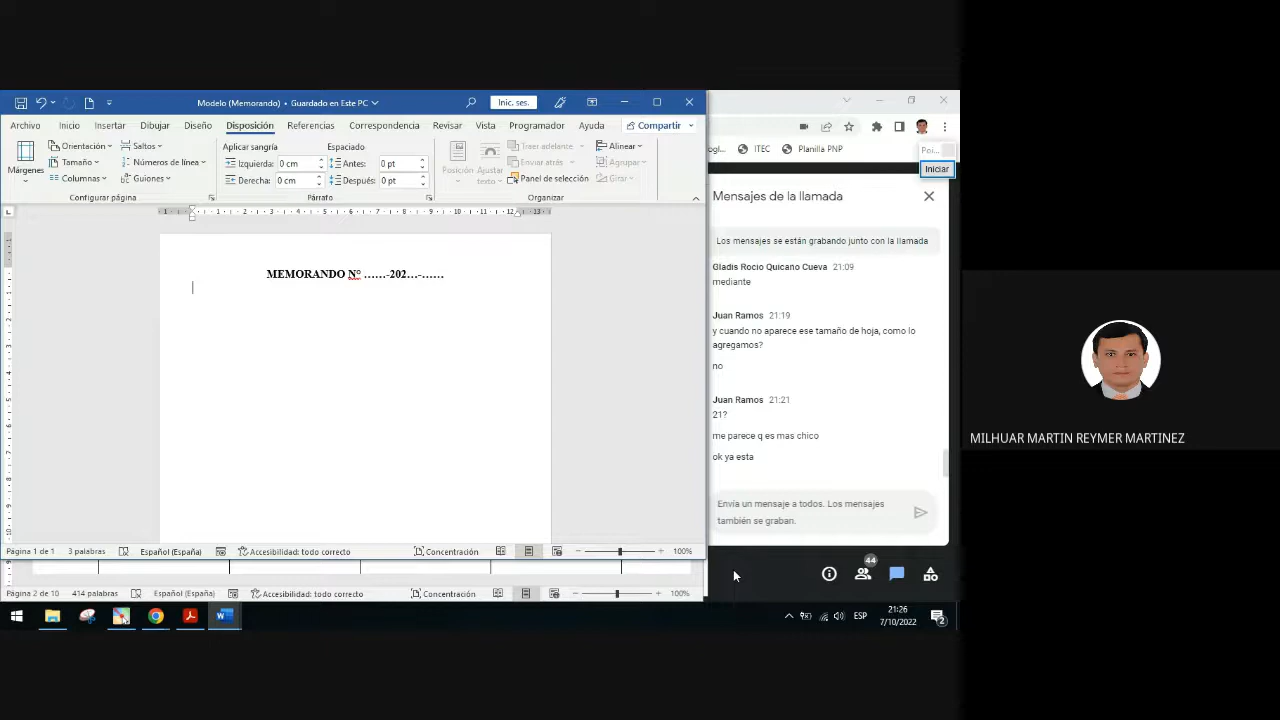 Modelo (Memorando) • Guardado en Este PC
Inic. ses.
Archivo Inicio Insertar Dibujar Diseño Disposición Referencias Correspondencia Revisar Vista Programador Ayuda Compartir
Márgenes
Orientación
Tamaño
Columnas
Saltos
Números de línea
Guiones
Configurar página
Aplicar sangría
Izquierda: 0 cm
Derecha: 0 cm
Espaciado
Antes: 0 pt
Después: 0 pt
Párrafo
Posición
Ajustar texto
Traer adelante
Enviar atrás
Panel de selección
Alinear
Agrupar
Girar
Organizar
MEMORANDO N° ……-202…-……
Página 1 de 1 3 palabras Español (España) Accesibilidad: todo correcto Concentración 100%
Página 2 de 10 414 palabras Español (España) Accesibilidad: todo correcto Concentración 100%
ITEC Planilla PNP
Iniciar
Mensajes de la llamada
Los mensajes se están grabando junto con la llamada
Gladis Rocio Quicano Cueva 21:09
mediante
Juan Ramos 21:19
y cuando no aparece ese tamaño de hoja, como lo
agregamos?
no
Juan Ramos 21:21
21?
me parece q es mas chico
ok ya esta
Envía un mensaje a todos. Los mensajes
también se graban.
44
ESP
21:26
7/10/2022
2
MILHUAR MARTIN REYMER MARTINEZ